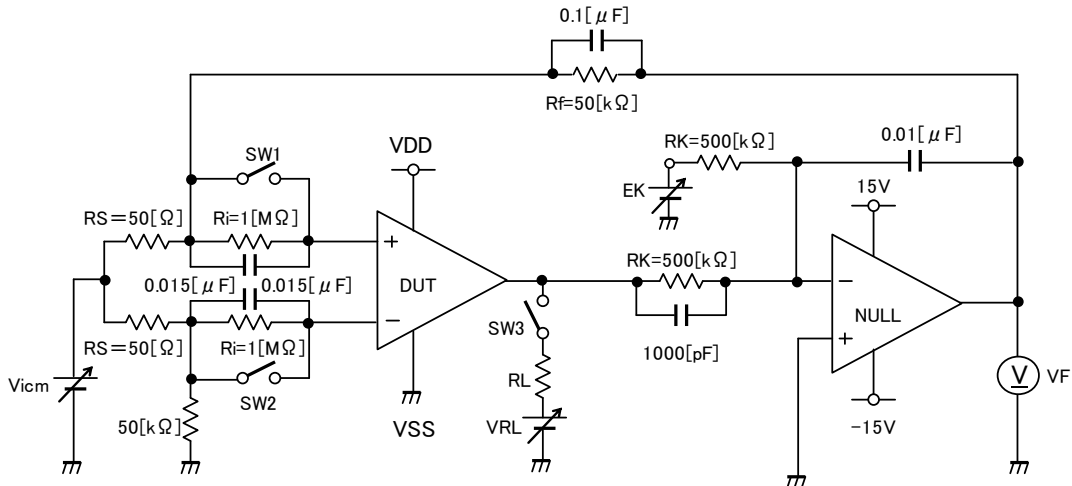 0.1[μF]
Rf=50[kΩ]
SW1
VDD
RK=500[kΩ]
0.01[μF]
EK
15V
RS=50[Ω]
Ri=1[MΩ]
RK=500[kΩ]
0.015[μF]
0.015[μF]
DUT
NULL
RS=50[Ω]
Ri=1[MΩ]
SW3
1000[pF]
V
VF
Vicm
SW2
RL
50[kΩ]
VSS
VRL
-15V
+
-
-
+